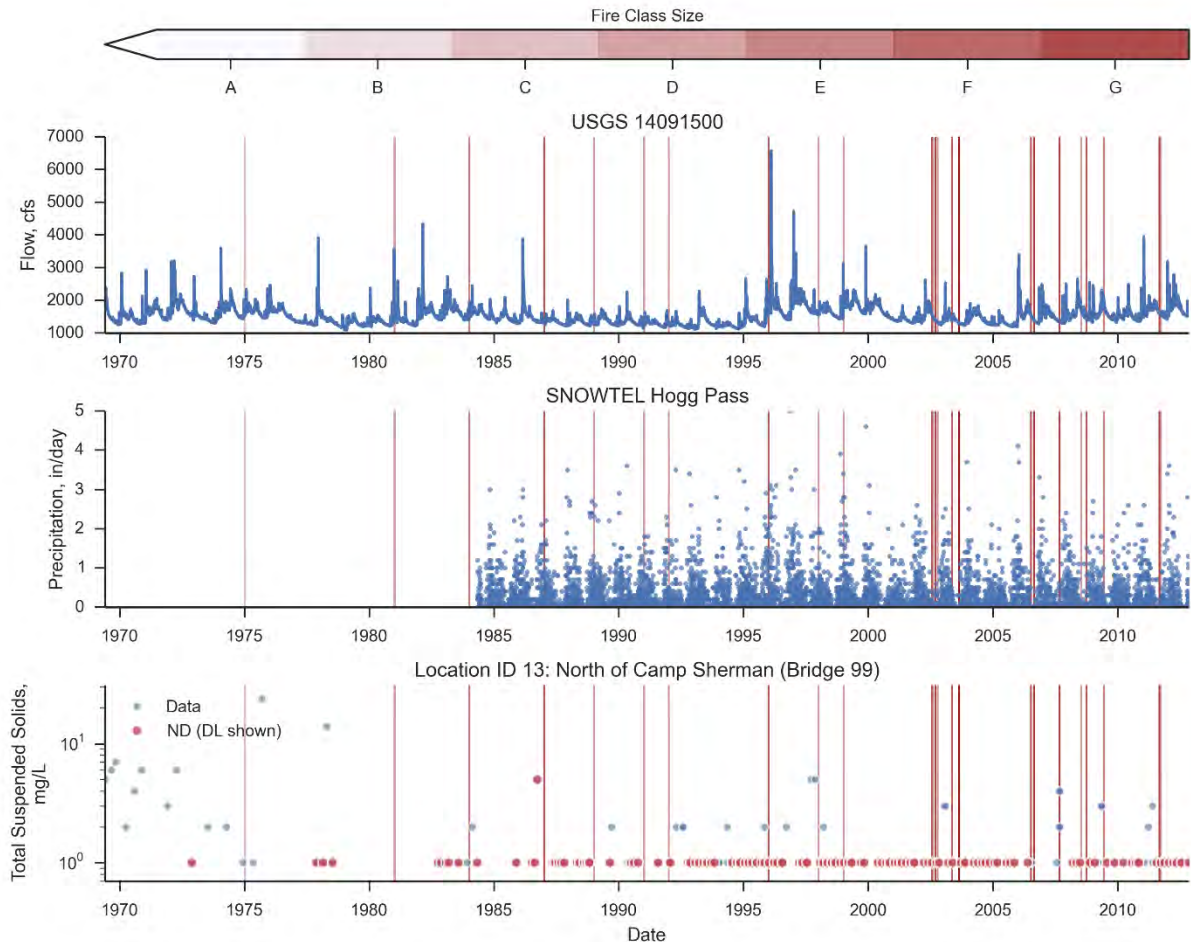 Fire Class Size
A B C D E F G
USGS 14091500
7000
6000
5000
4000
3000
2000
1000
Flow, cfs
1970 1975 1980 1985 1990 1995 2000 2005 2010
SNOWTEL Hogg Pass
5
4
3
2
1
0
Precipitation, in/day
1970 1975 1980 1985 1990 1995 2000 2005 2010
Location ID 13: North of Camp Sherman (Bridge 99)
Data
ND (DL shown)
10¹
10⁰
Total Suspended Solids,
mg/L
1970 1975 1980 1985 1990 1995 2000 2005 2010
Date